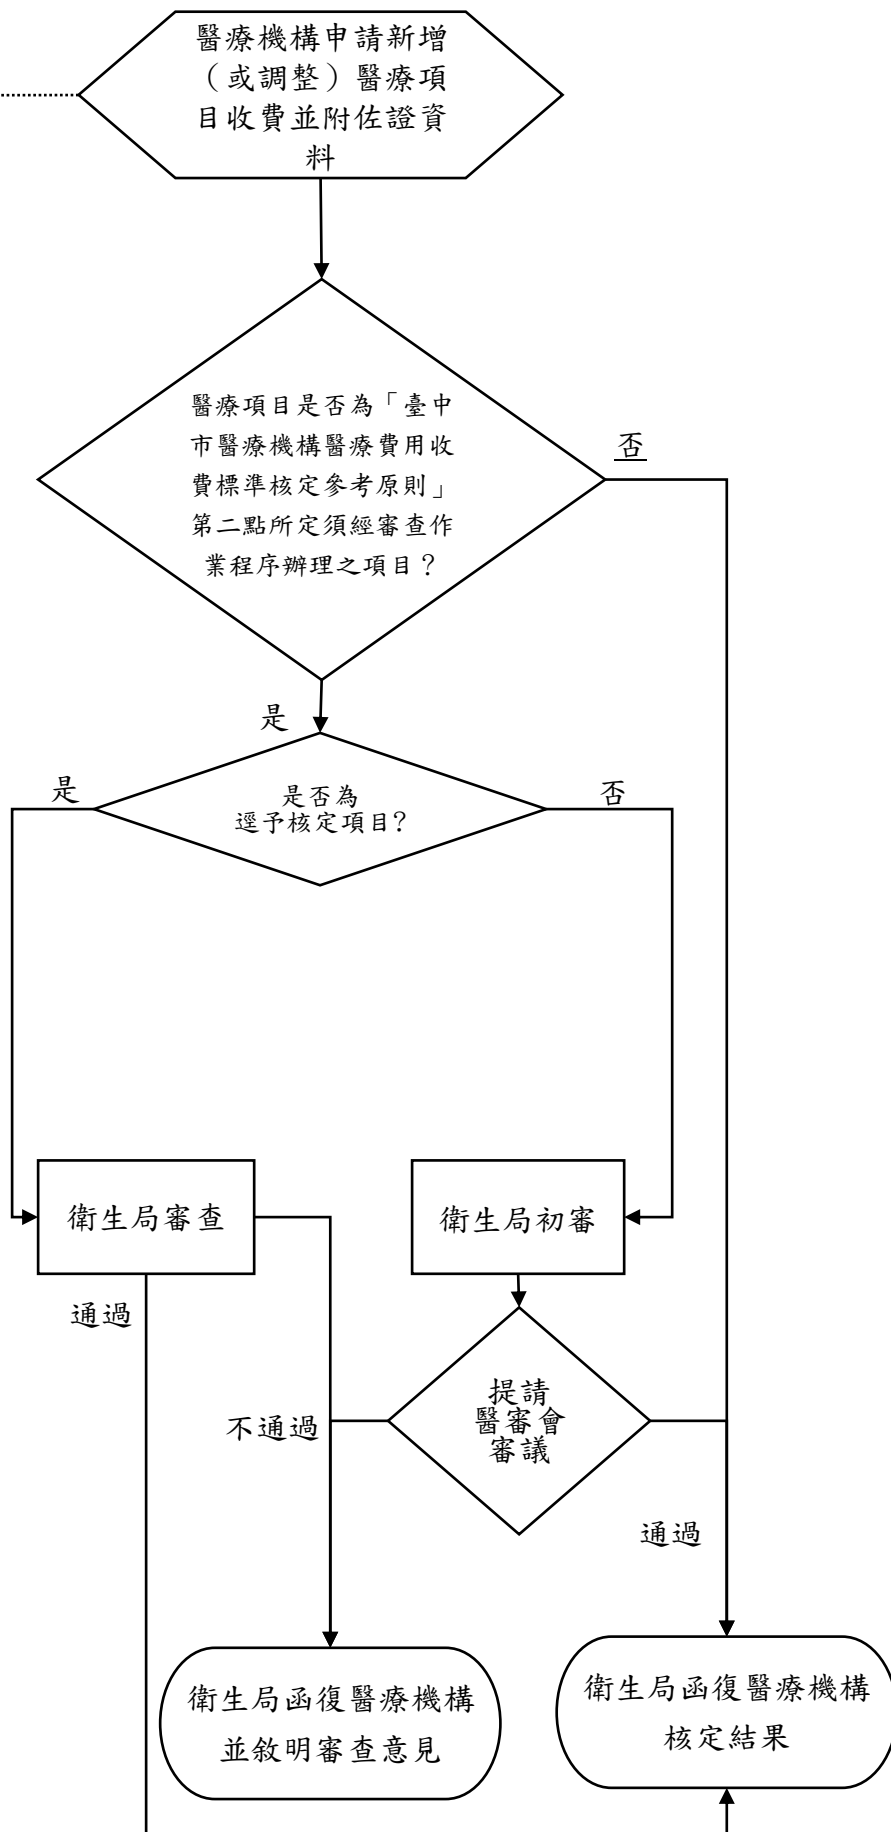 醫療機構申請新增
（或調整）醫療項
目收費並附佐證資
料
醫療項目是否為「臺中
市醫療機構醫療費用收
費標準核定參考原則」
第二點所定須經審查作
業程序辦理之項目？
否
是
是
是否為
逕予核定項目?
否
衛生局審查
衛生局初審
通過
提請
醫審會
審議
不通過
通過
衛生局函復醫療機構
並敘明審查意見
衛生局函復醫療機構
核定結果